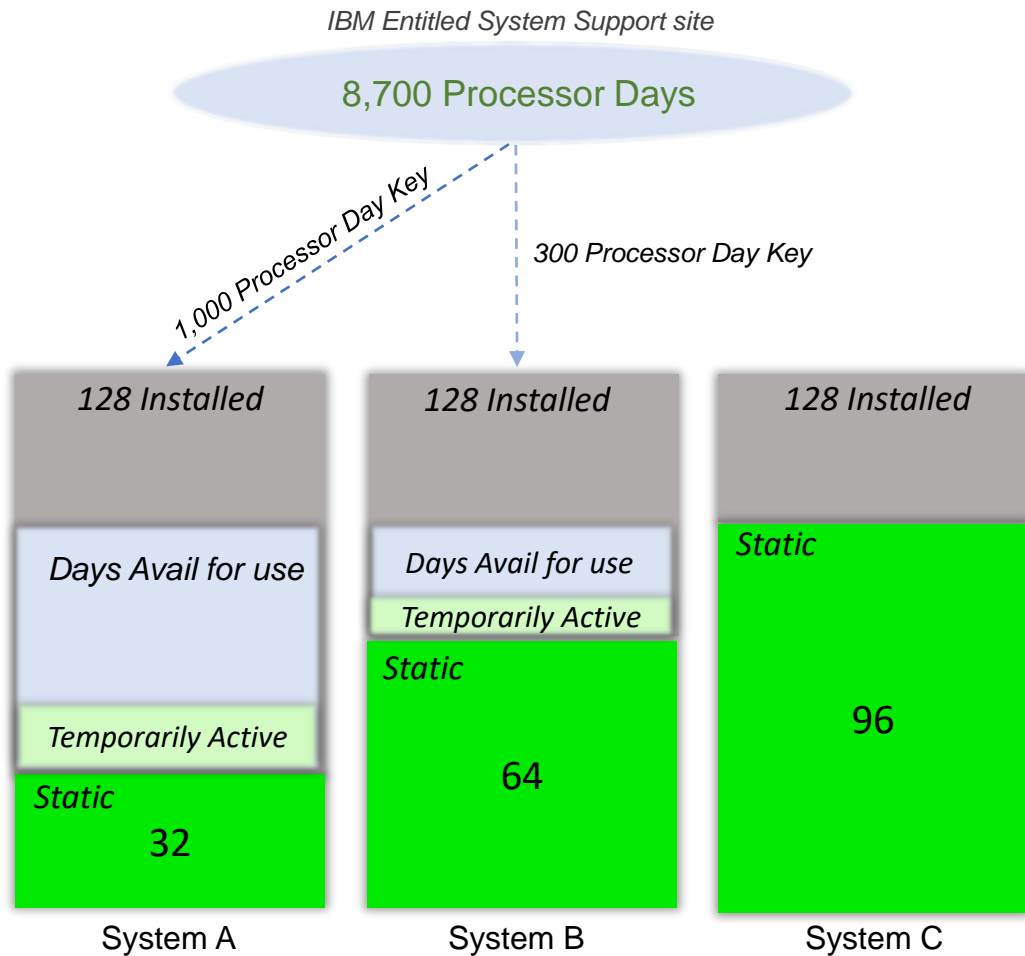 IBM Entitled System Support site
8,700 Processor Days
1,000 Processor Day Key
300 Processor Day Key
128 Installed
Days Avail for use
Temporarily Active
Static
32
System A
128 Installed
Days Avail for use
Temporarily Active
Static
64
System B
128 Installed
Static
96
System C